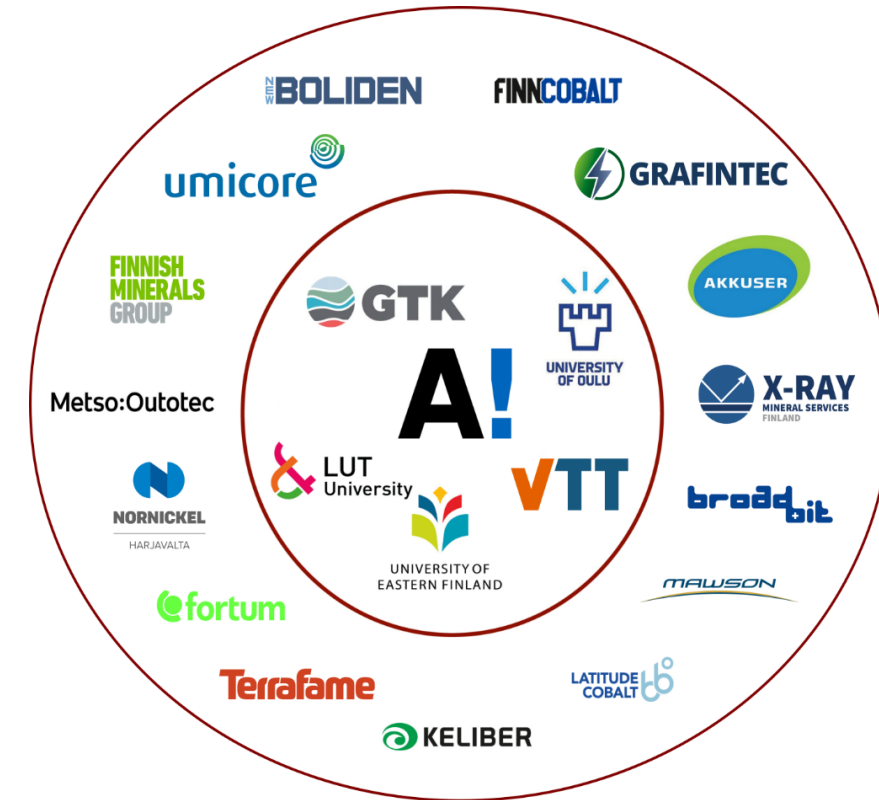 NEW BOLIDEN
FINNCOBALT
umicore
GRAFINTEC
FINNISH
MINERALS
GROUP
GTK
UNIVERSITY
OF OULU
AKKUSER
A!
Metso:Outotec
X-RAY
MINERAL SERVICES
FINLAND
LUT
University
VTT
NORNICKEL
HARJAVALTA
broadbit
UNIVERSITY OF
EASTERN FINLAND
fortum
MAWSON
Terrafame
LATITUDE
COBALT
KELIBER